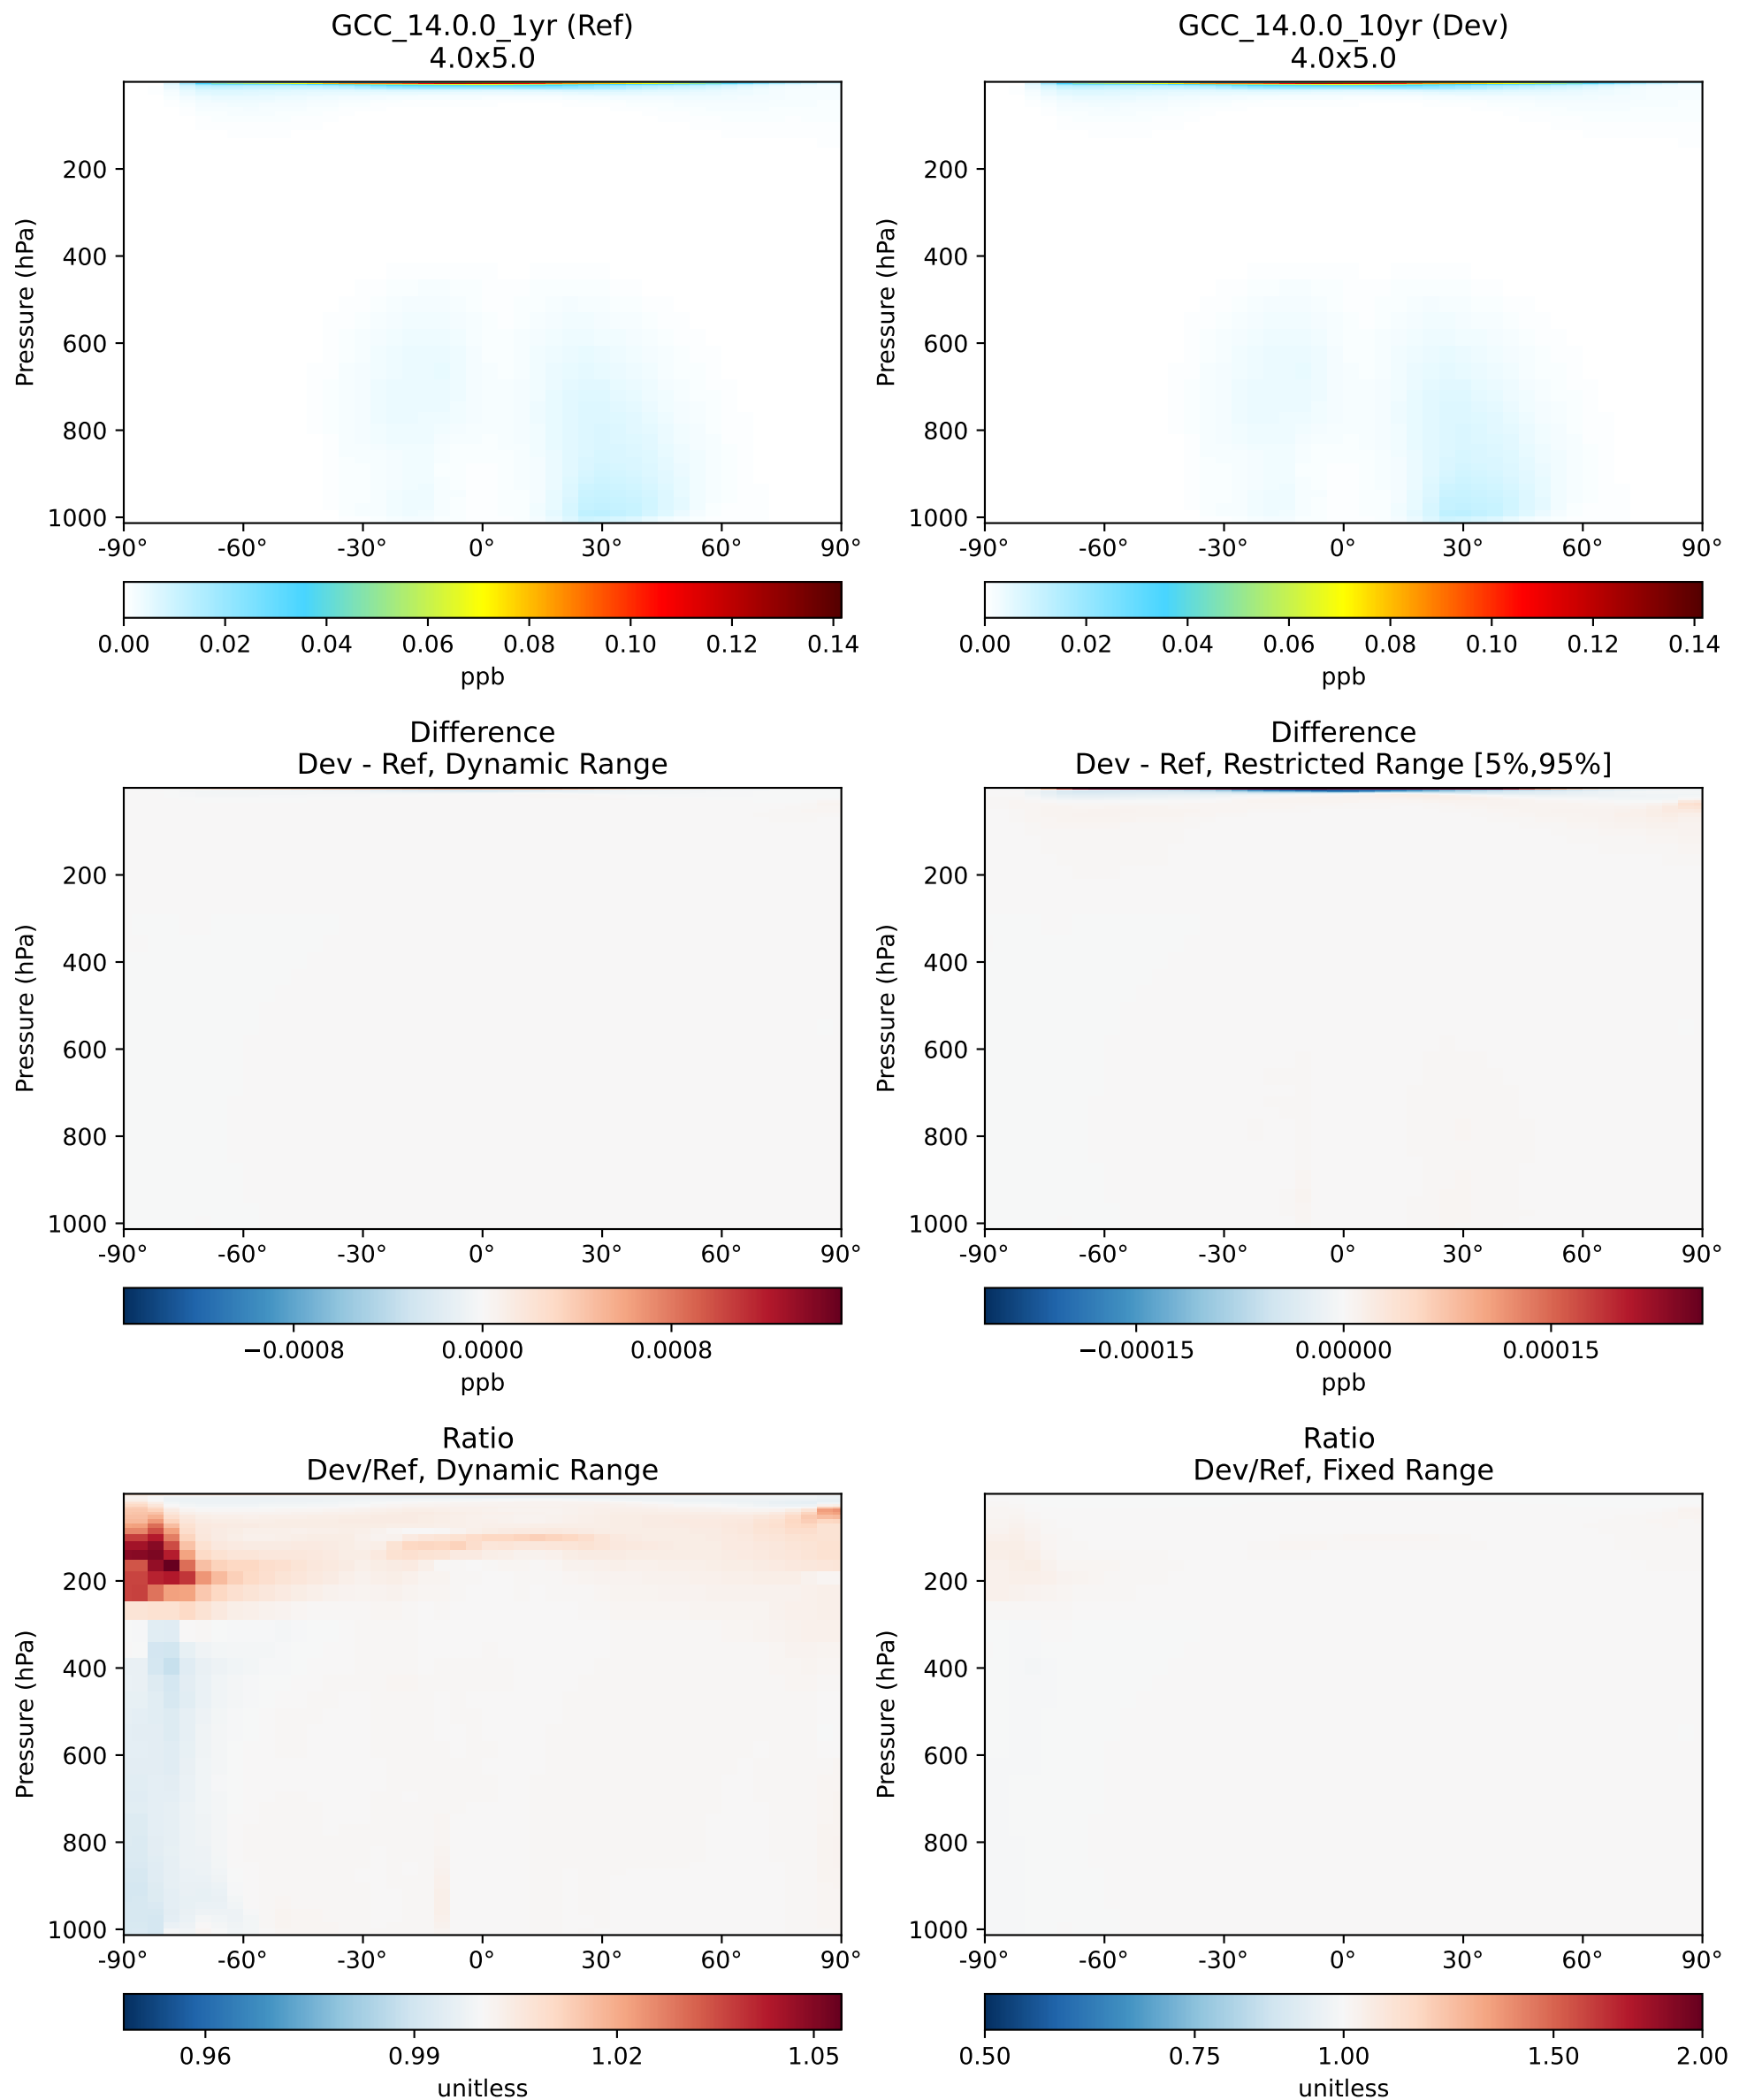 GCC_14.0.0_1yr (Ref)
4.0x5.0
Pressure (hPa)
200
400
600
800
1000
-90° -60° -30° 0° 30° 60° 90°
0.00 0.02 0.04 0.06 0.08 0.10 0.12 0.14
ppb
GCC_14.0.0_10yr (Dev)
4.0x5.0
Pressure (hPa)
200
400
600
800
1000
-90° -60° -30° 0° 30° 60° 90°
0.00 0.02 0.04 0.06 0.08 0.10 0.12 0.14
ppb
Difference
Dev - Ref, Dynamic Range
Pressure (hPa)
200
400
600
800
1000
-90° -60° -30° 0° 30° 60° 90°
−0.0008 0.0000 0.0008
ppb
Difference
Dev - Ref, Restricted Range [5%,95%]
Pressure (hPa)
200
400
600
800
1000
-90° -60° -30° 0° 30° 60° 90°
−0.00015 0.00000 0.00015
ppb
Ratio
Dev/Ref, Dynamic Range
Pressure (hPa)
200
400
600
800
1000
-90° -60° -30° 0° 30° 60° 90°
0.96 0.99 1.02 1.05
unitless
Ratio
Dev/Ref, Fixed Range
Pressure (hPa)
200
400
600
800
1000
-90° -60° -30° 0° 30° 60° 90°
0.50 0.75 1.00 1.50 2.00
unitless